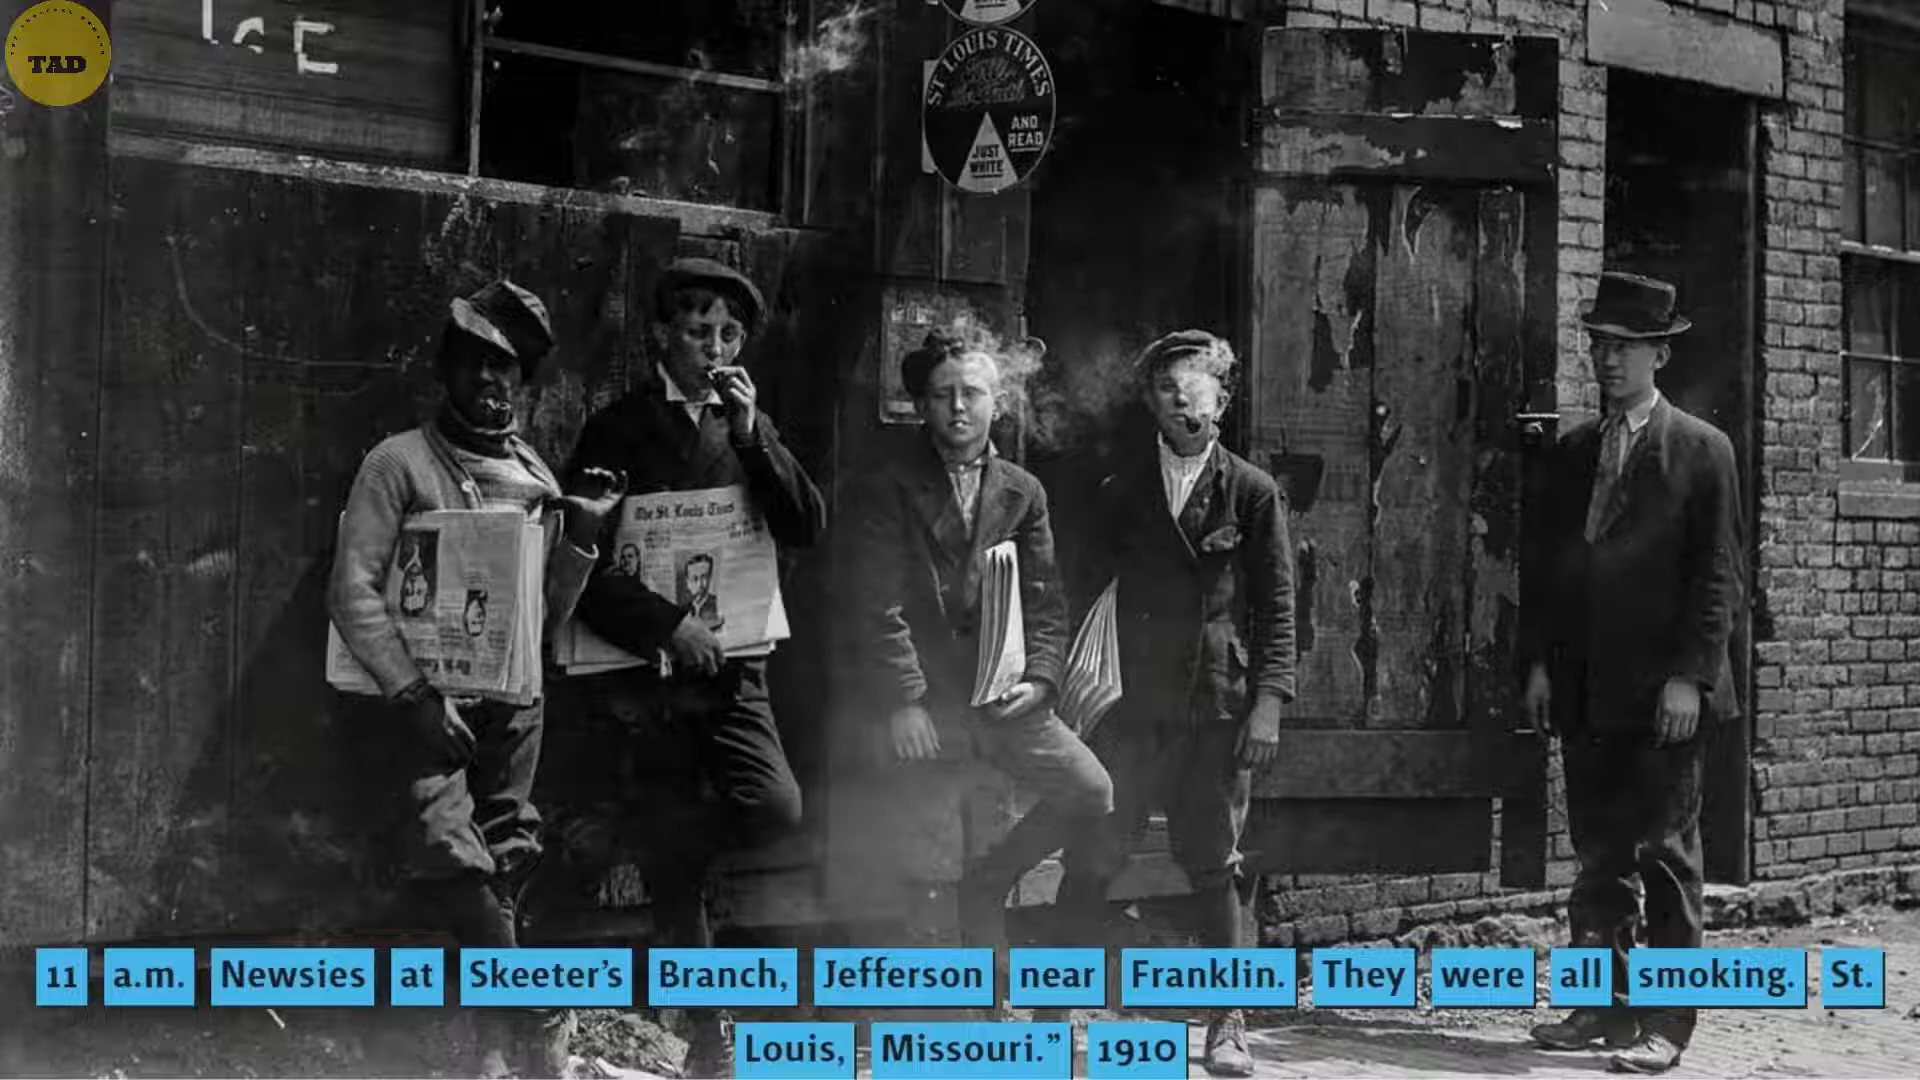 TAD
ICE
ST LOUIS TIMES
AND
READ
JUST
WHITE
The St. Louis Times
11 a.m. Newsies at Skeeter’s Branch, Jefferson near Franklin. They were all smoking. St.
Louis, Missouri.” 1910